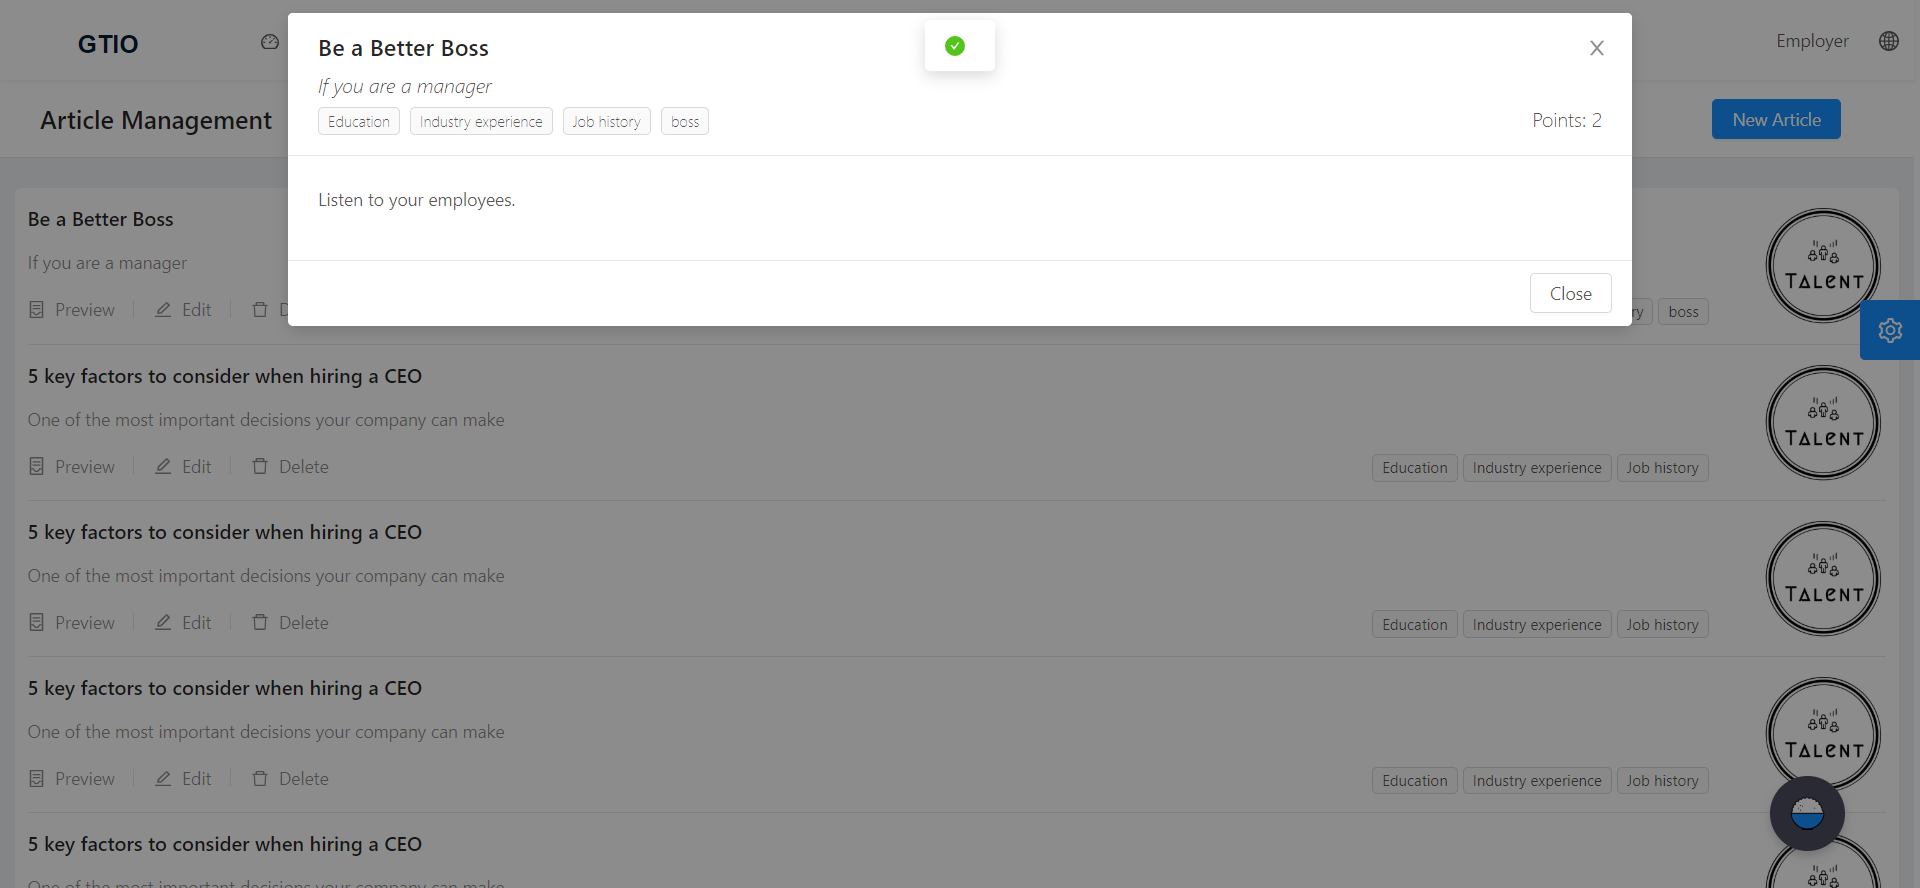 GTIO
Employer
Be a Better Boss
If you are a manager
Education Industry experience Job history boss
Points: 2
Listen to your employees.
Close
Article Management
New Article
Be a Better Boss
If you are a manager
Preview Edit D
ry boss
TALENT
5 key factors to consider when hiring a CEO
One of the most important decisions your company can make
Preview Edit Delete
Education Industry experience Job history
TALENT
5 key factors to consider when hiring a CEO
One of the most important decisions your company can make
Preview Edit Delete
Education Industry experience Job history
TALENT
5 key factors to consider when hiring a CEO
One of the most important decisions your company can make
Preview Edit Delete
Education Industry experience Job history
TALENT
5 key factors to consider when hiring a CEO
One of the most important decisions your company can make